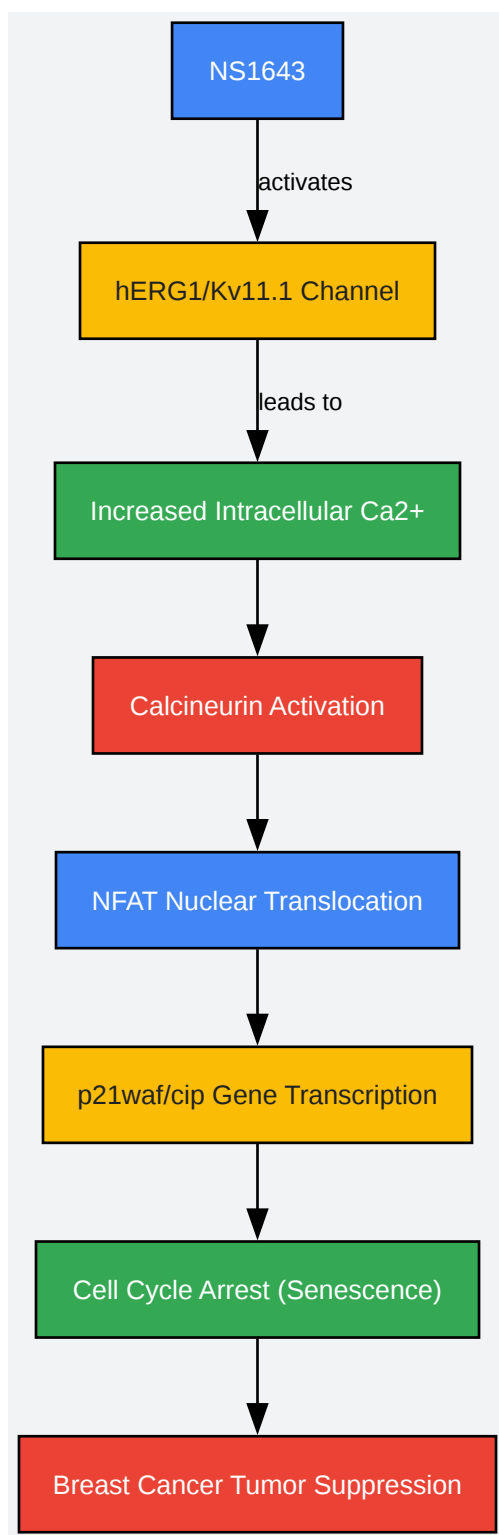 NS1643
activates
hERG1/Kv11.1 Channel
leads to
Increased Intracellular Ca2+
Calcineurin Activation
NFAT Nuclear Translocation
p21waf/cip Gene Transcription
Cell Cycle Arrest (Senescence)
Breast Cancer Tumor Suppression